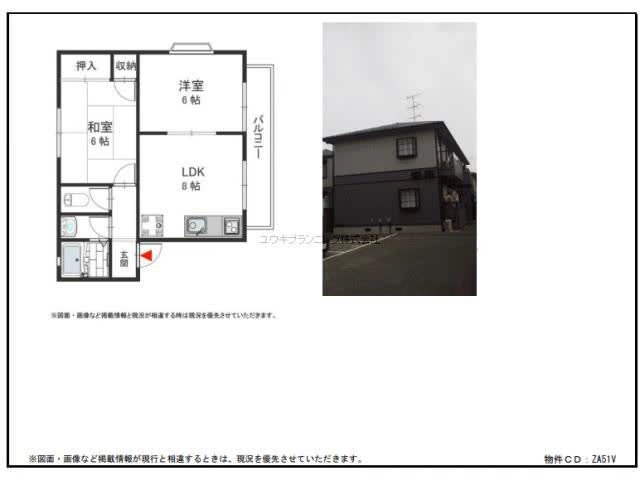 押入
収納
洋室
6 帖
和室
6 帖
バルコニー
LDK
8 帖
玄関
ユウキプランニング株式会社
※図面・画像など掲載情報と現況が相違する時は現況を優先させていただきます。
※図面・画像など掲載情報が現行と相違するときは、現況を優先させていただきます。
物件CD：ZA51V